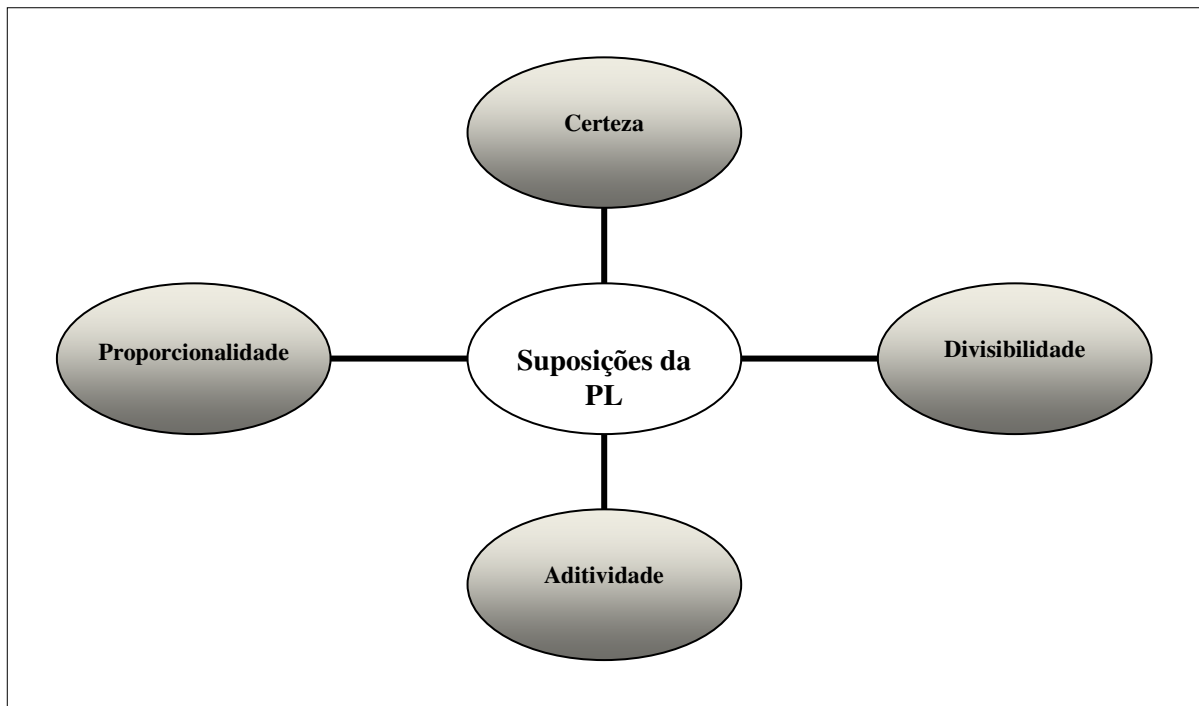 Certeza
Proporcionalidade
Suposições da
PL
Divisibilidade
Aditividade